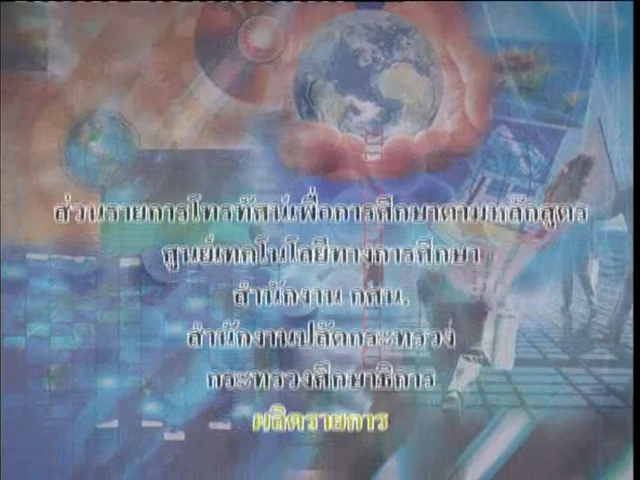 ส่วนรายการโทรทัศน์เพื่อการศึกษาตามหลักสูตร
ศูนย์เทคโนโลยีทางการศึกษา
สำนักงาน กศน.
สำนักงานปลัดกระทรวง
กระทรวงศึกษาธิการ
ผลิตรายการ